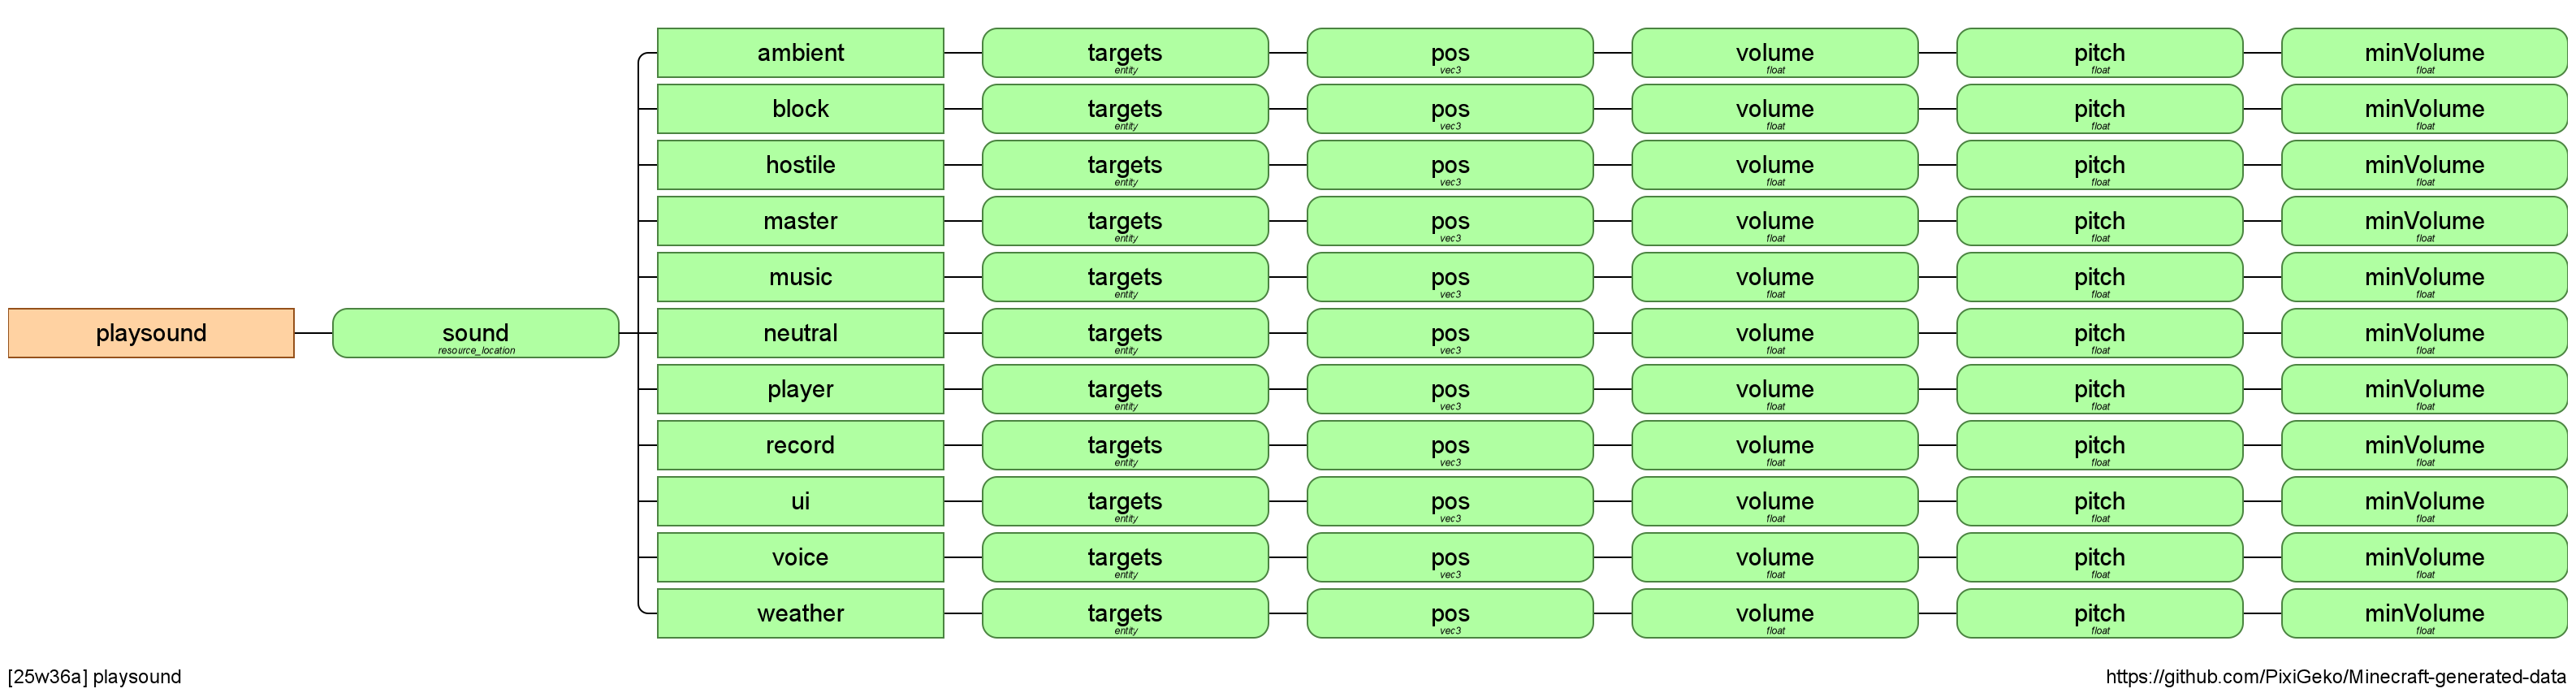 ambient targets pos volume pitch minVolume
entity vec3 float float float
block targets pos volume pitch minVolume
entity vec3 float float float
hostile targets pos volume pitch minVolume
entity vec3 float float float
master targets pos volume pitch minVolume
entity vec3 float float float
music targets pos volume pitch minVolume
entity vec3 float float float
playsound sound neutral targets pos volume pitch minVolume
resource_location entity vec3 float float float
player targets pos volume pitch minVolume
entity vec3 float float float
record targets pos volume pitch minVolume
entity vec3 float float float
ui targets pos volume pitch minVolume
entity vec3 float float float
voice targets pos volume pitch minVolume
entity vec3 float float float
weather targets pos volume pitch minVolume
entity vec3 float float float
[25w36a] playsound https://github.com/PixiGeko/Minecraft-generated-data